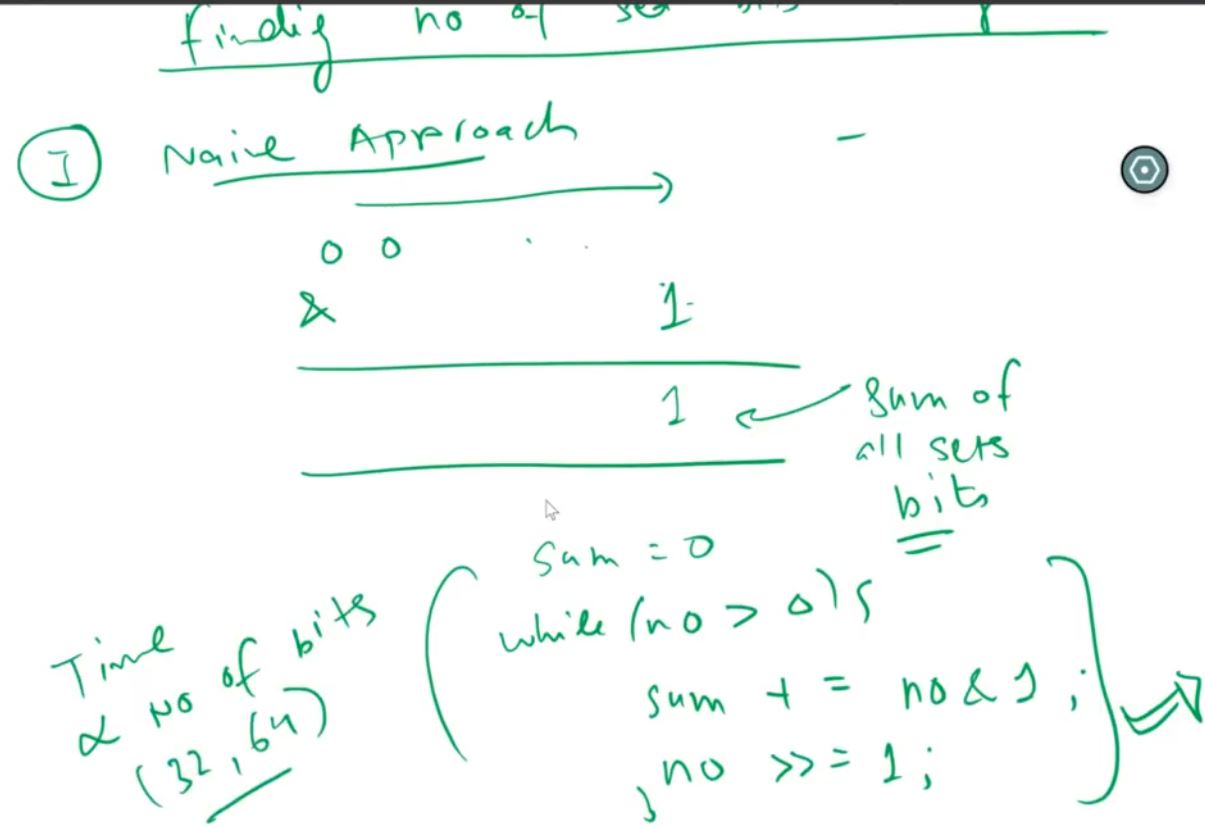 finding no of set bits
I Naive Approach
0 0 . .
& 1
1
Sum of
all sets
bits
Sum = 0
while (no > 0) {
sum + = no & 1 ;
no >> = 1 ;
}
Time
∝ No of bits
(32, 64)